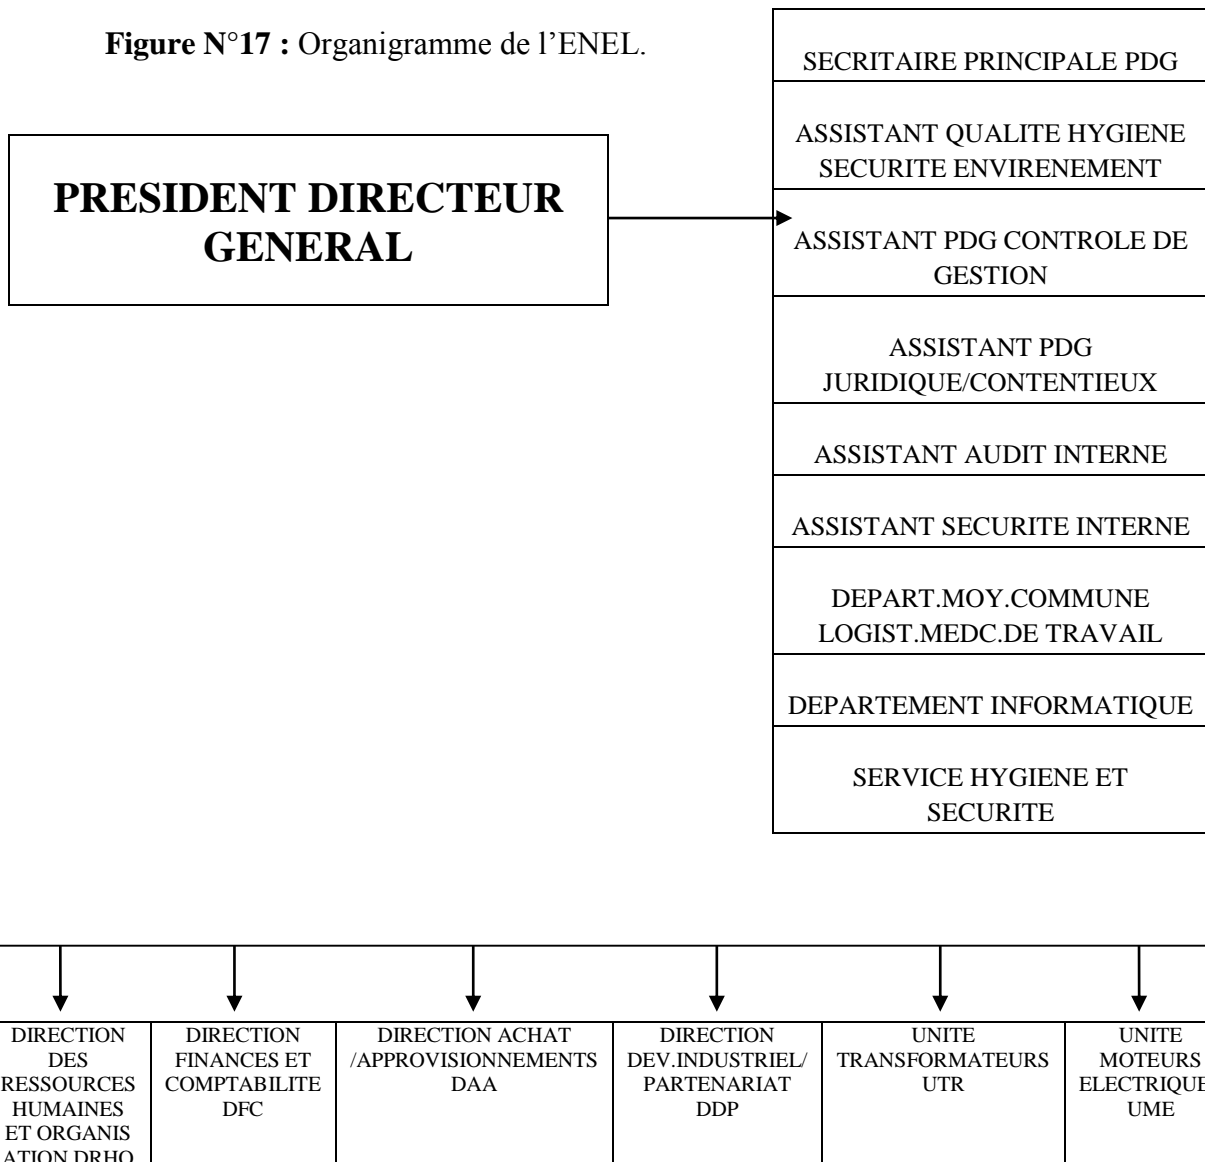 Figure N°17 : Organigramme de l’ENEL.
SECRITAIRE PRINCIPALE PDG
ASSISTANT QUALITE HYGIENE
SECURITE ENVIRENEMENT
PRESIDENT DIRECTEUR
GENERAL
ASSISTANT PDG CONTROLE DE
GESTION
ASSISTANT PDG
JURIDIQUE/CONTENTIEUX
ASSISTANT AUDIT INTERNE
ASSISTANT SECURITE INTERNE
DEPART.MOY.COMMUNE
LOGIST.MEDC.DE TRAVAIL
DEPARTEMENT INFORMATIQUE
SERVICE HYGIENE ET
SECURITE
DIRECTION
DES
RESSOURCES
HUMAINES
ET ORGANIS
ATION DRHO
DIRECTION
FINANCES ET
COMPTABILITE
DFC
DIRECTION ACHAT
/APPROVISIONNEMENTS
DAA
DIRECTION
DEV.INDUSTRIEL/
PARTENARIAT
DDP
UNITE
TRANSFORMATEURS
UTR
UNITE
MOTEURS
ELECTRIQUE
UME